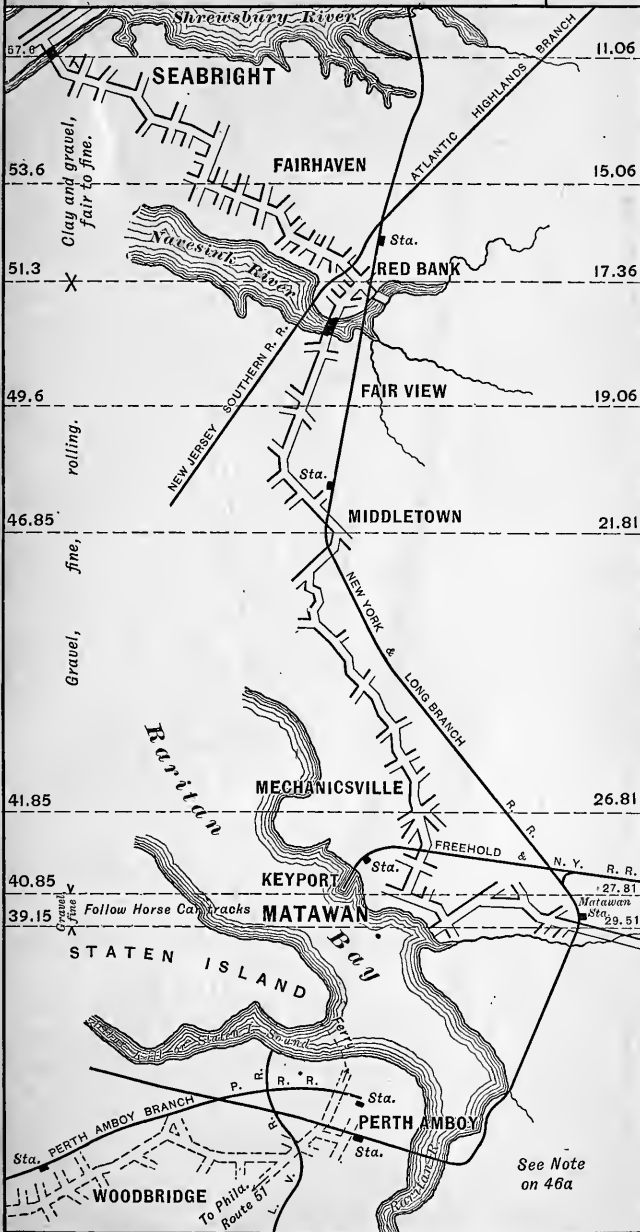 Shrewsbury River
57.6
11.06
SEABRIGHT
ATLANTIC HIGHLANDS BRANCH
Clay and gravel,
fair to fine.
FAIRHAVEN
53.6
15.06
Navesink River
Sta.
RED BANK
51.3
17.36
NEW JERSEY SOUTHERN R. R.
FAIR VIEW
49.6
19.06
Gravel, fine, rolling.
Sta.
MIDDLETOWN
46.85
21.81
NEW YORK & LONG BRANCH R. R.
Raritan Bay
MECHANICSVILLE
41.85
26.81
FREEHOLD & N. Y. R. R.
Sta.
KEYPORT
40.85
27.81
Gravel
fine
Follow Horse Car tracks
MATAWAN
Matawan
Sta.
39.15
29.51
STATEN ISLAND
Staten I. Sound
Ferry
P. R. R.
Sta.
PERTH AMBOY BRANCH
PERTH AMBOY
Sta.
Sta.
L. V. R. R.
Raritan R.
See Note
on 46a
WOODBRIDGE
To Phila.
Route 51